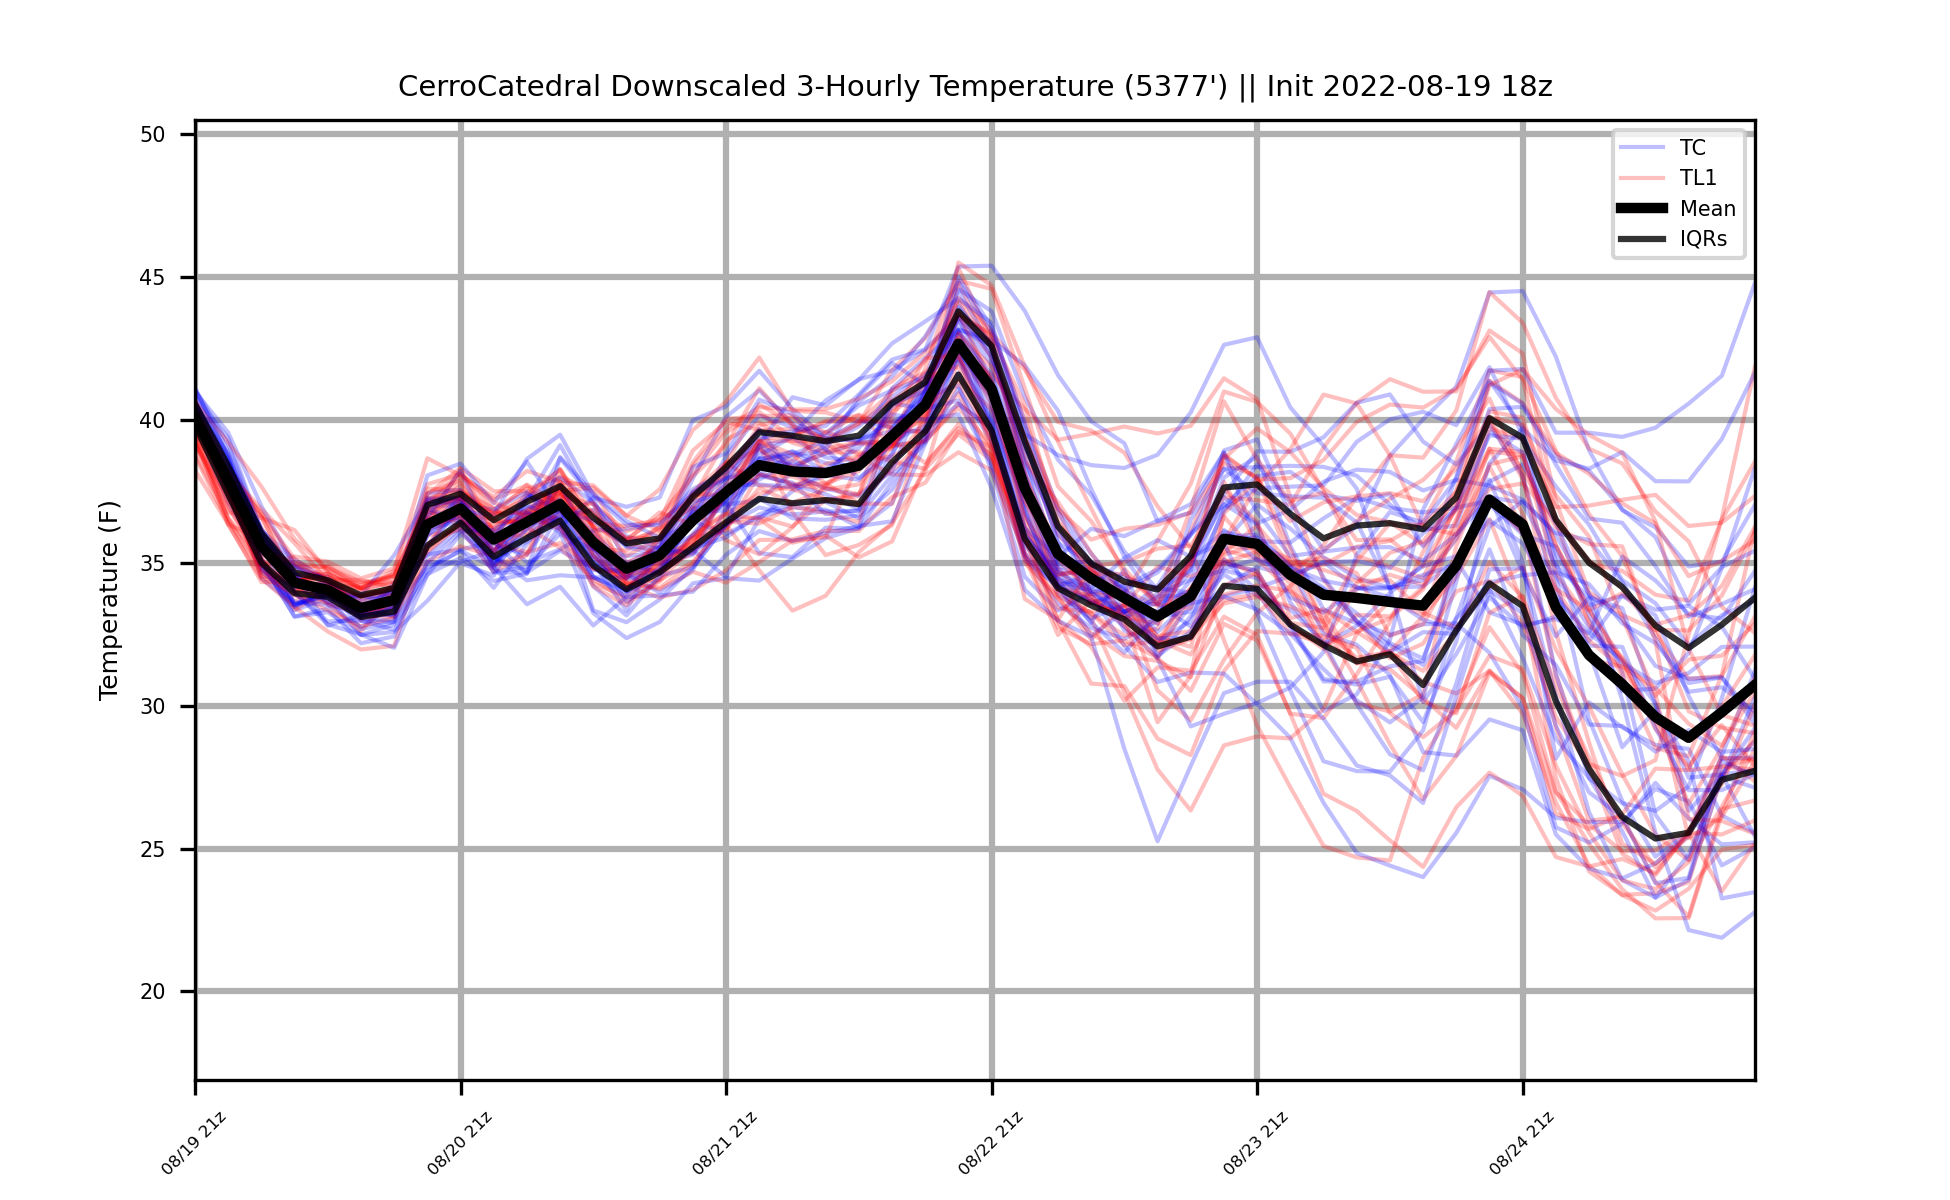 CerroCatedral Downscaled 3-Hourly Temperature (5377') || Init 2022-08-19 18z
TC
TL1
Mean
IQRs
Temperature (F)
50
45
40
35
30
25
20
08/19 21z
08/20 21z
08/21 21z
08/22 21z
08/23 21z
08/24 21z